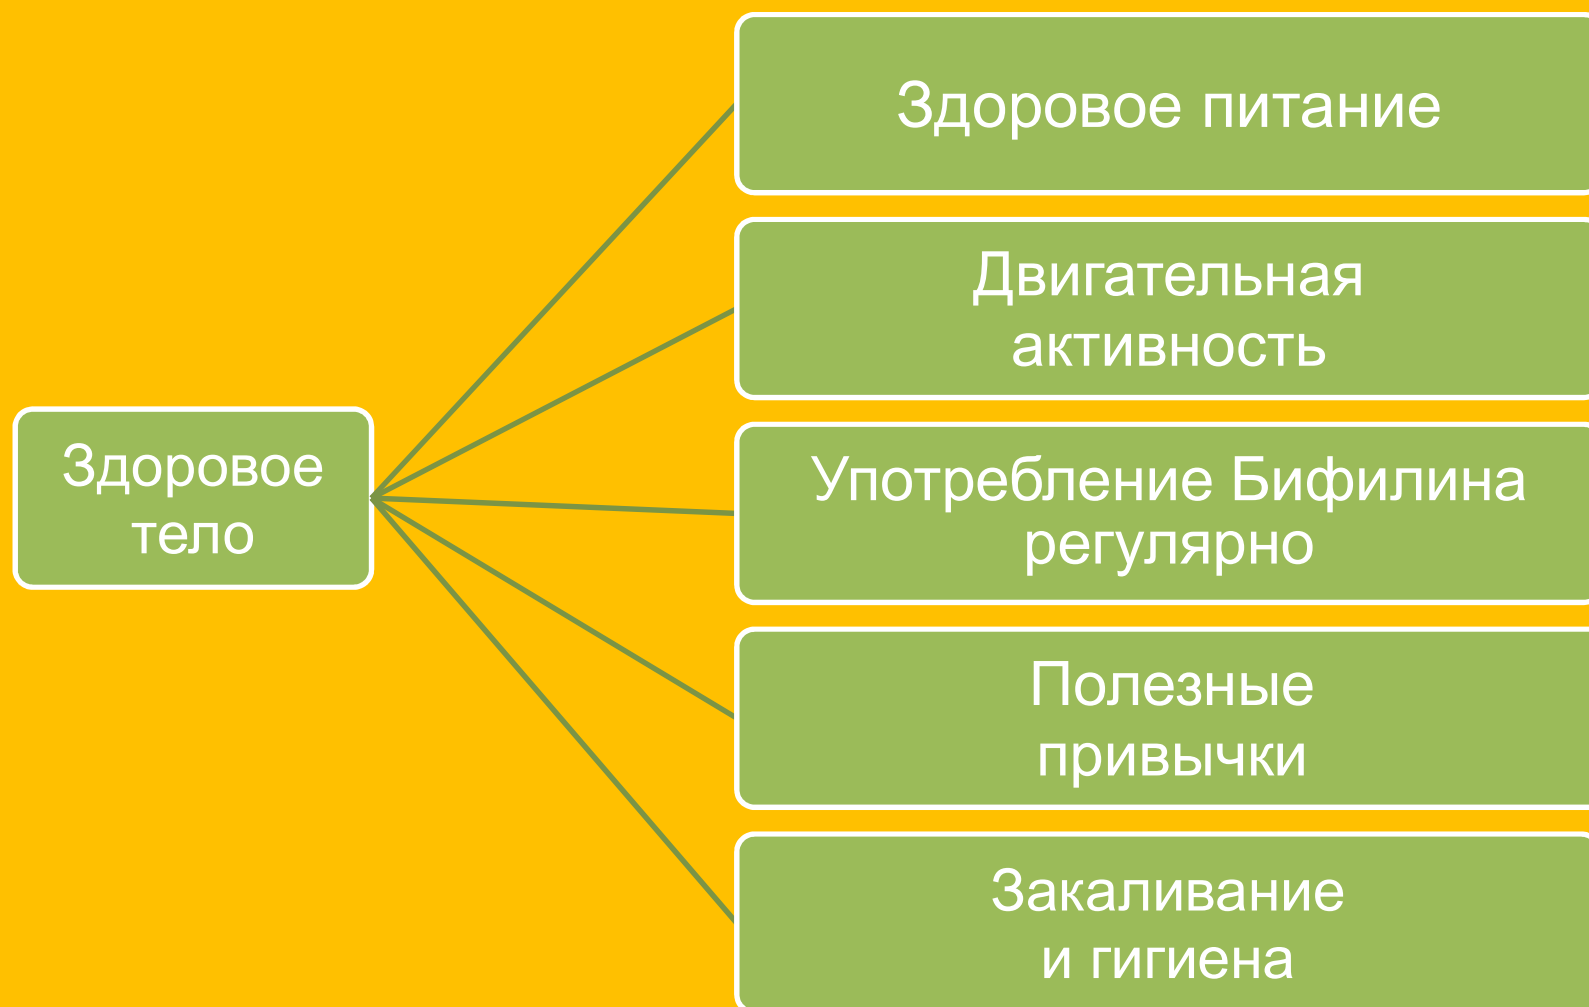 Здоровое питание
Двигательная
активность
Здоровое
тело
Употребление Бифилина
регулярно
Полезные
привычки
Закаливание
и гигиена